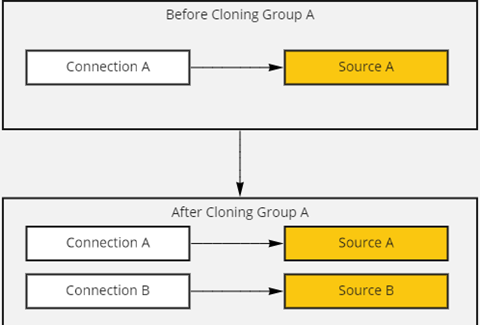 Before Cloning Group A
Connection A
Source A
After Cloning Group A
Connection A
Source A
Connection B
Source B